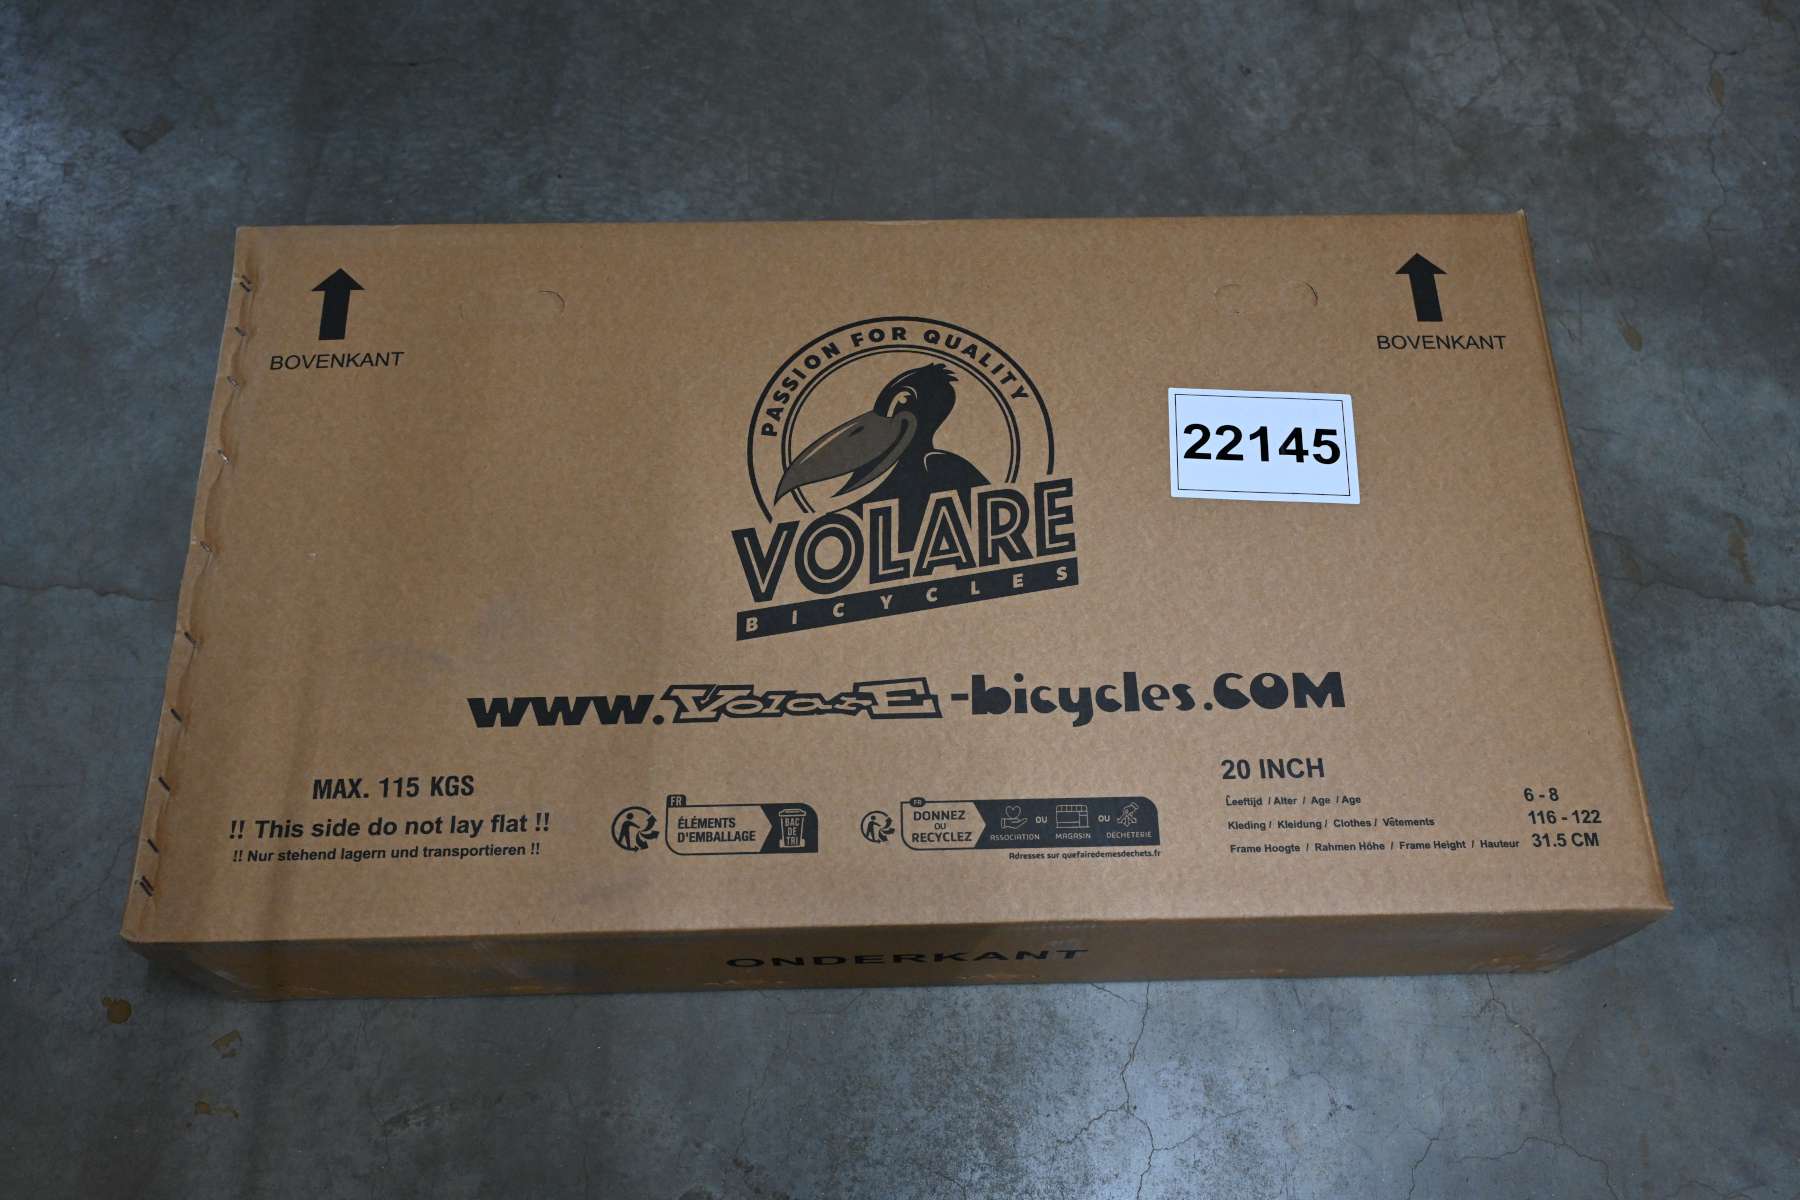 BOVENKANT
BOVENKANT
PASSION FOR QUALITY
VOLARE
BICYCLES
22145
www.VolarE-bicycles.COM
MAX. 115 KGS
!! This side do not lay flat !!
!! Nur stehend lagern und transportieren !!
FR
ÉLÉMENTS
D'EMBALLAGE
BAC
DE
TRI
FR
DONNEZ
OU
RECYCLEZ
ASSOCIATION OU MAGASIN OU DÉCHÈTERIE
Adresses sur quefairedemesdechets.fr
20 INCH
Leeftijd / Alter / Age / Age 6 - 8
Kleding / Kleidung / Clothes / Vêtements 116 - 122
Frame Hoogte / Rahmen Höhe / Frame Height / Hauteur 31.5 CM
ONDERKANT